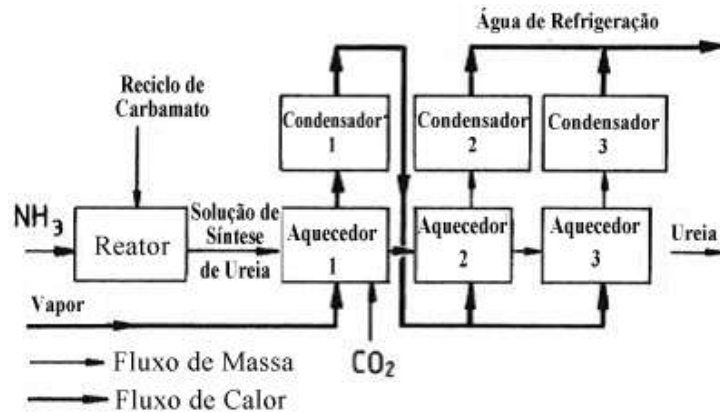 Água de Refrigeração
Reciclo de
Carbamato
Condensador
1
Condensador
2
Condensador
3
NH3
Reator
Solução de
Síntese
de Ureia
Aquecedor
1
Aquecedor
2
Aquecedor
3
Ureia
Vapor
CO2
Fluxo de Massa
Fluxo de Calor